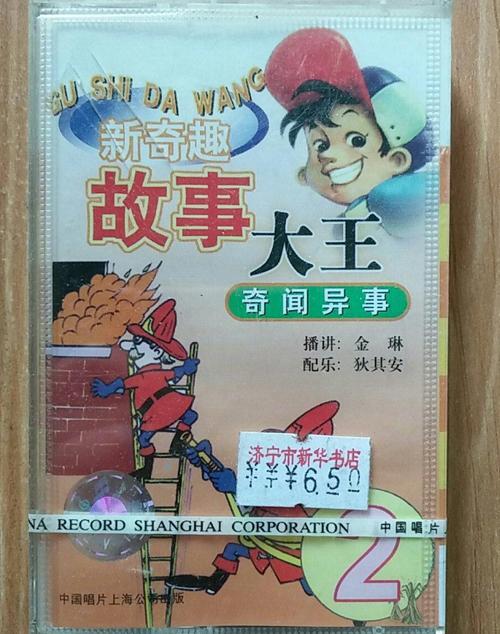 GU SHI DA WANG
新奇趣
故事大王
奇闻异事
播讲: 金 琳
配乐: 狄其安
济宁市新华书店
¥¥¥6.50
NA RECORD SHANGHAI CORPORATION 中国唱片
2
中国唱片上海公司出版